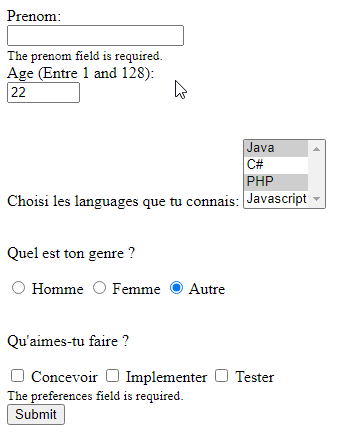 Prenom:
The prenom field is required.
Age (Entre 1 and 128):
22
Java
C#
PHP
Choisi les languages que tu connais: Javascript
Quel est ton genre ?
Homme Femme Autre
Qu'aimes-tu faire ?
Concevoir Implementer Tester
The preferences field is required.
Submit